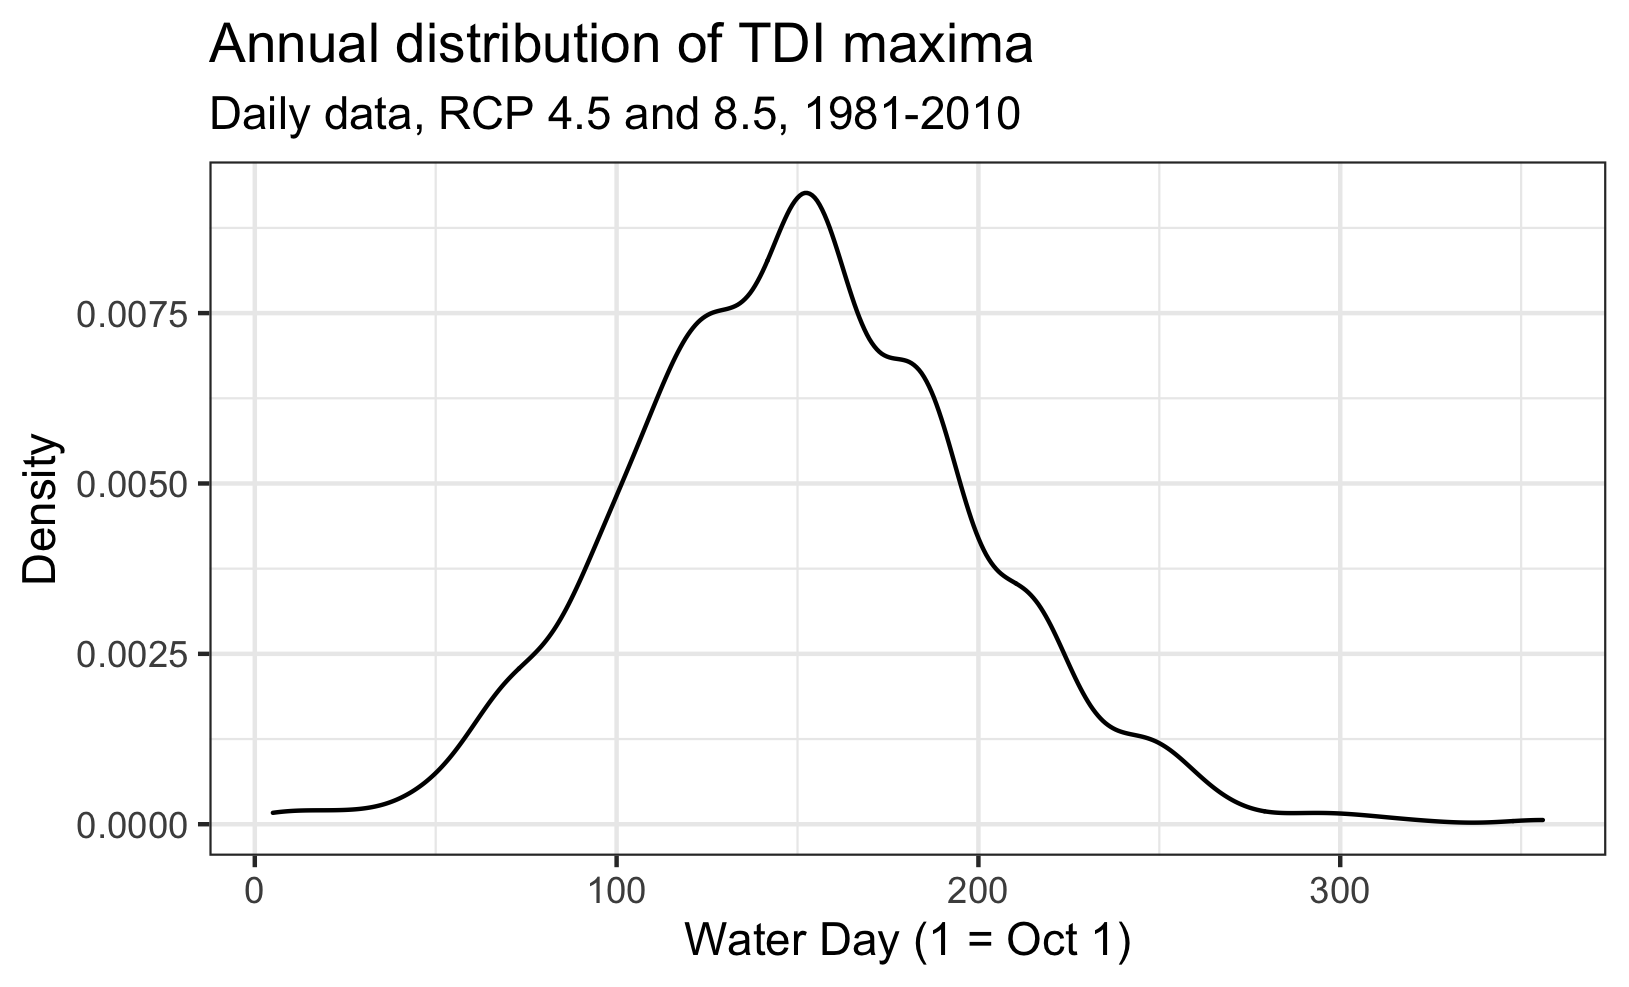 Annual distribution of TDI maxima
Daily data, RCP 4.5 and 8.5, 1981-2010
Density
0.0075
0.0050
0.0025
0.0000
0 100 200 300
Water Day (1 = Oct 1)